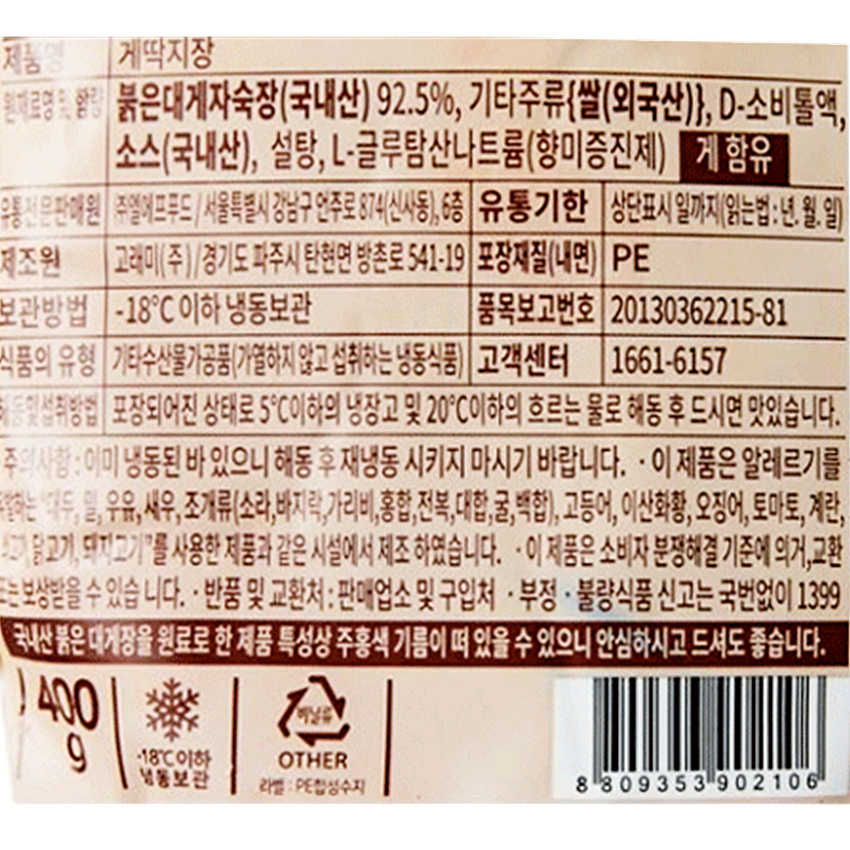 제품명 게딱지장
원재료명 및 함량 붉은대게자숙장(국내산) 92.5%, 기타주류{쌀(외국산)}, D-소비톨액,
소스(국내산), 설탕, L-글루탐산나트륨(향미증진제) 게 함유
유통전문판매원 ㈜엘에프푸드/서울특별시 강남구 언주로 874(신사동), 6층 유통기한 상단표시 일까지(읽는법:년. 월. 일)
제조원 고래미(주)/경기도 파주시 탄현면 방촌로 541-19 포장재질(내면) PE
보관방법 -18℃ 이하 냉동보관 품목보고번호 20130362215-81
식품의 유형 기타수산물가공품(가열하지 않고 섭취하는 냉동식품) 고객센터 1661-6157
해동및섭취방법 포장되어진 상태로 5℃이하의 냉장고 및 20℃이하의 흐르는 물로 해동 후 드시면 맛있습니다.
주의사항:이미 냉동된 바 있으니 해동 후 재냉동 시키지 마시기 바랍니다. ·이 제품은 알레르기를
"대두, 밀, 우유, 새우, 조개류(소라,바지락,가리비,홍합,전복,대합,굴,백합), 고등어, 이산화황, 오징어, 토마토, 계란,
닭고기, 돼지고기"를 사용한 제품과 같은 시설에서 제조 하였습니다. ·이 제품은 소비자 분쟁해결 기준에 의거,교환
또는 보상받을 수 있습 니다. ·반품 및 교환처:판매업소 및 구입처 ·부정·불량식품 신고는 국번없이 1399
국내산 붉은 대게장을 원료로 한 제품 특성상 주홍색 기름이 떠 있을 수 있으니 안심하시고 드셔도 좋습니다.
400
g
-18℃이하
냉동보관
비닐류
OTHER
라벨 : PE합성수지
8 809353 902106